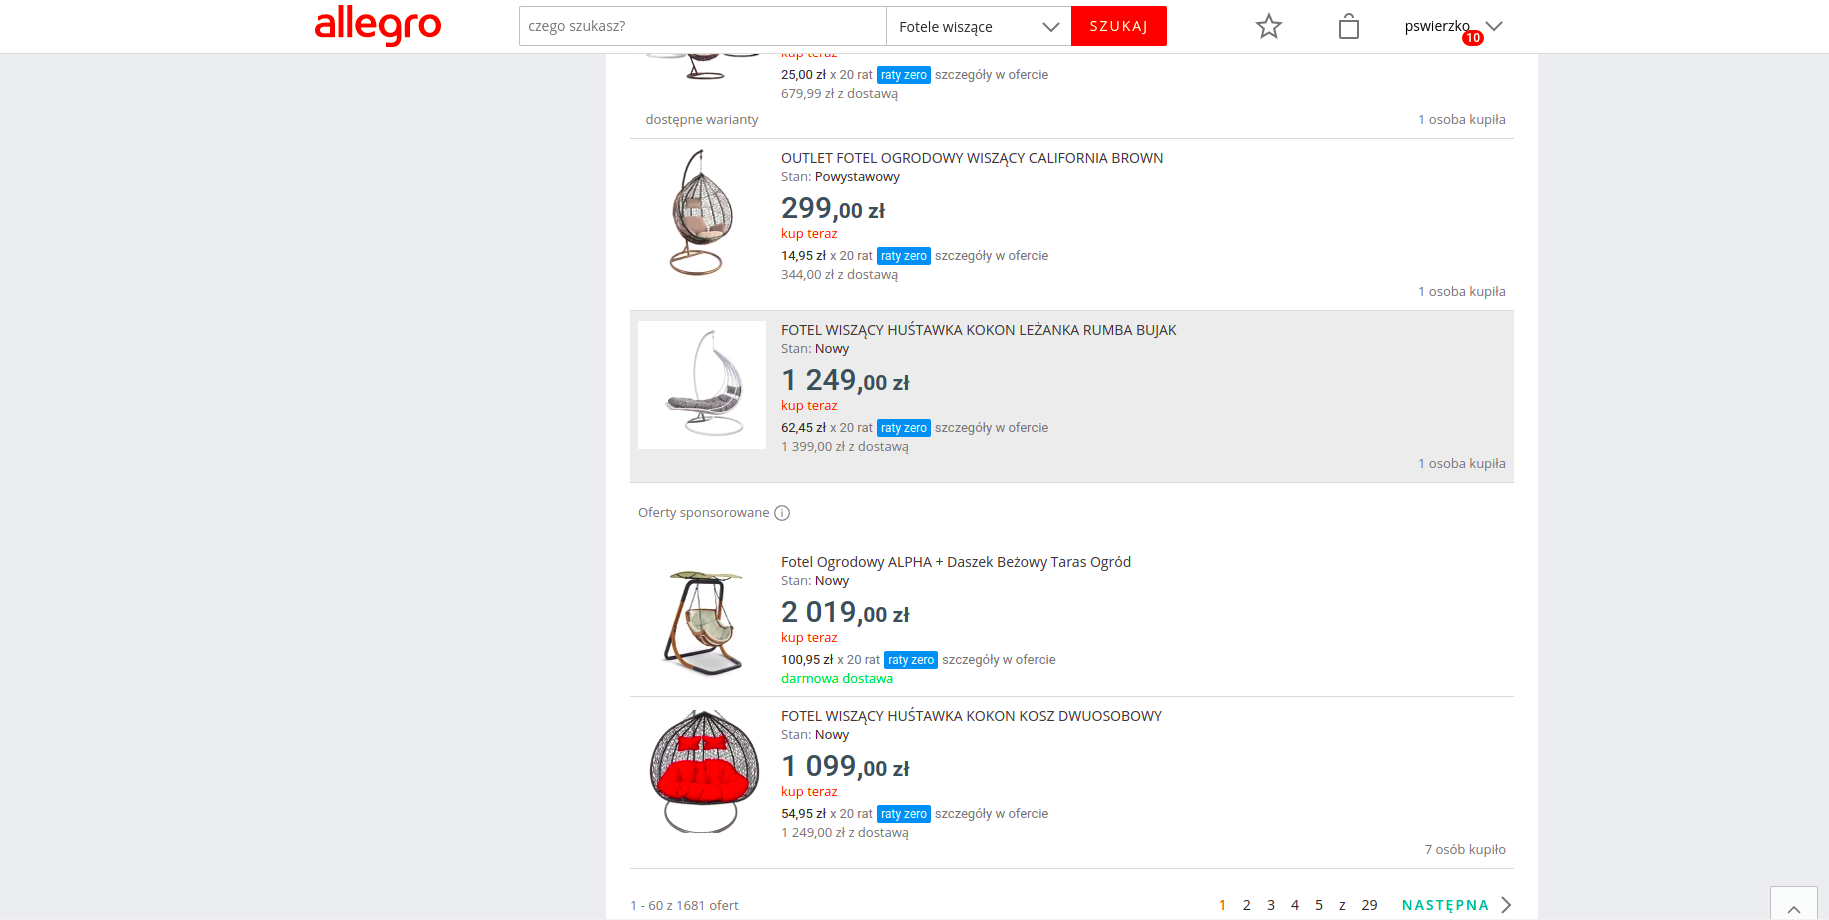 allegro
czego szukasz?
Fotele wiszące
SZUKAJ
pswierzko
10
kup teraz
25,00 zł x 20 rat raty zero szczegóły w ofercie
679,99 zł z dostawą
dostępne warianty
1 osoba kupiła
OUTLET FOTEL OGRODOWY WISZĄCY CALIFORNIA BROWN
Stan: Powystawowy
299,00 zł
kup teraz
14,95 zł x 20 rat raty zero szczegóły w ofercie
344,00 zł z dostawą
1 osoba kupiła
FOTEL WISZĄCY HUŚTAWKA KOKON LEŻANKA RUMBA BUJAK
Stan: Nowy
1 249,00 zł
kup teraz
62,45 zł x 20 rat raty zero szczegóły w ofercie
1 399,00 zł z dostawą
1 osoba kupiła
Oferty sponsorowane
Fotel Ogrodowy ALPHA + Daszek Beżowy Taras Ogród
Stan: Nowy
2 019,00 zł
kup teraz
100,95 zł x 20 rat raty zero szczegóły w ofercie
darmowa dostawa
FOTEL WISZĄCY HUŚTAWKA KOKON KOSZ DWUOSOBOWY
Stan: Nowy
1 099,00 zł
kup teraz
54,95 zł x 20 rat raty zero szczegóły w ofercie
1 249,00 zł z dostawą
7 osób kupiło
1 - 60 z 1681 ofert
1 2 3 4 5 z 29 NASTĘPNA